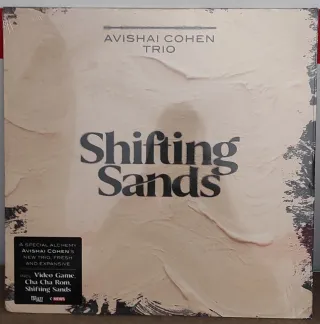 AVISHAI COHEN
TRIO
Shifting
Sands
A SPECIAL ALCHEMY
AVISHAI COHEN'S
NEW TRIO, FRESH
AND EXPANSIVE
Video Game,
Cha Cha Rom,
Shifting Sands